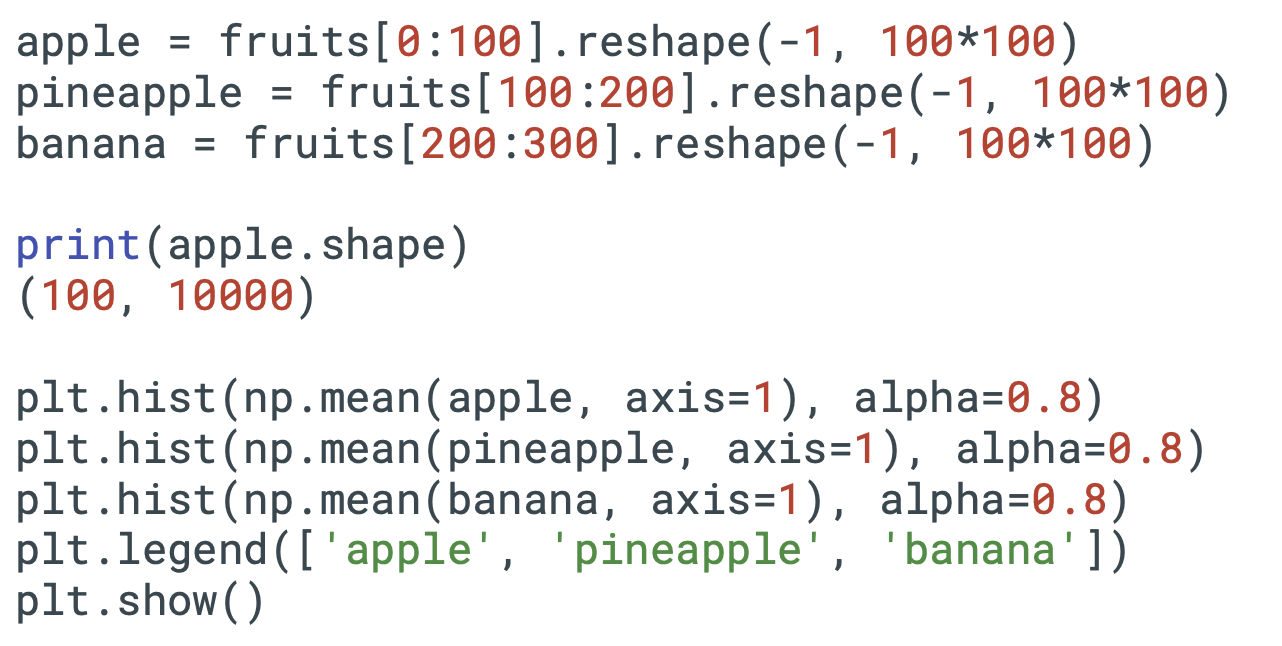 apple = fruits[0:100].reshape(-1, 100*100)
pineapple = fruits[100:200].reshape(-1, 100*100)
banana = fruits[200:300].reshape(-1, 100*100)
print(apple.shape)
(100, 10000)
plt.hist(np.mean(apple, axis=1), alpha=0.8)
plt.hist(np.mean(pineapple, axis=1), alpha=0.8)
plt.hist(np.mean(banana, axis=1), alpha=0.8)
plt.legend(['apple', 'pineapple', 'banana'])
plt.show()